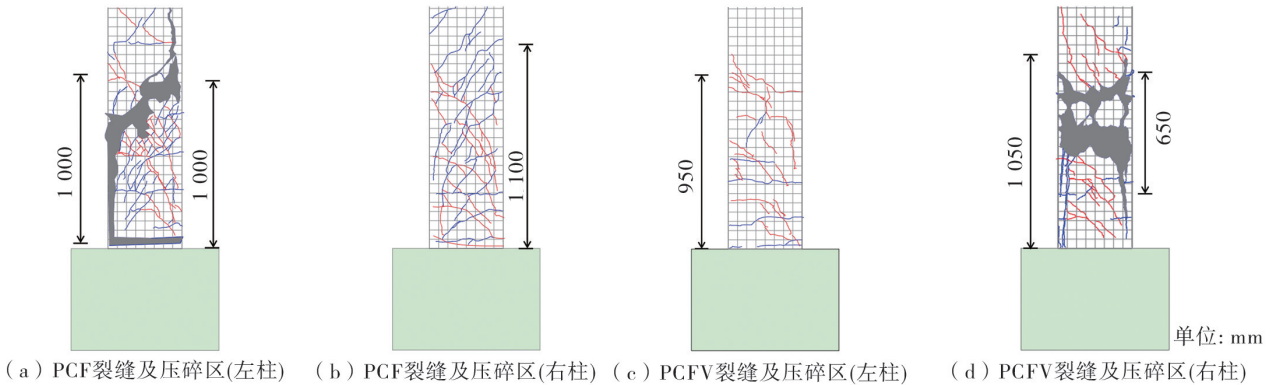 1 000
1 000
1 100
950
1 050
650
单位: mm
（a）PCF裂缝及压碎区(左柱)
（b）PCF裂缝及压碎区(右柱)
（c）PCFV裂缝及压碎区(左柱)
（d）PCFV裂缝及压碎区(右柱)